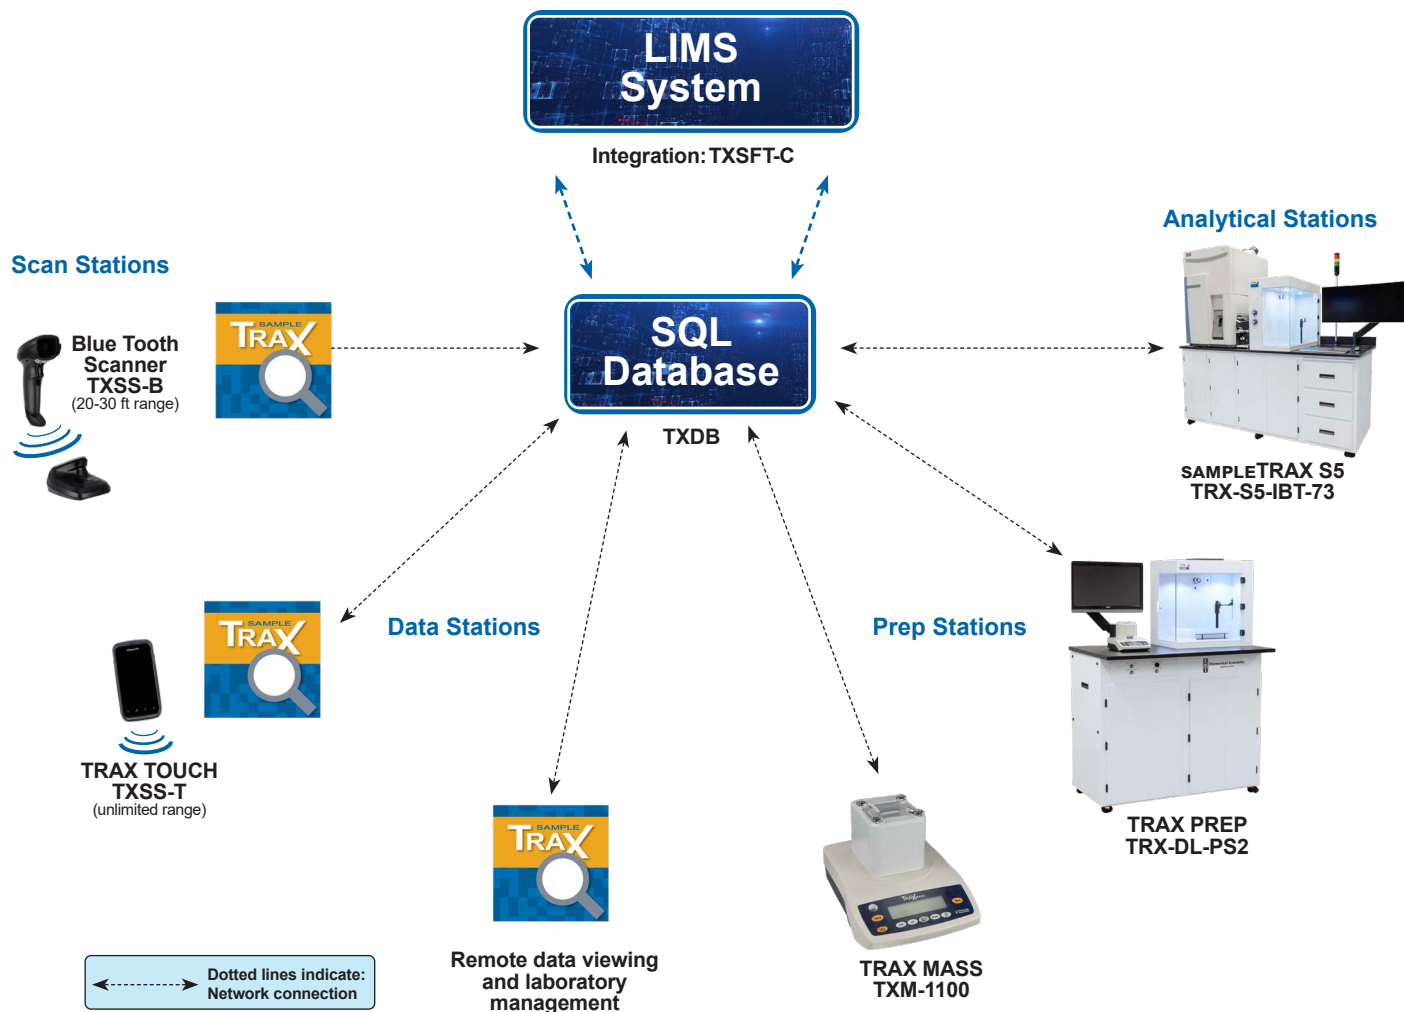 LIMS
System
Integration: TXSFT-C
Analytical Stations
Scan Stations
Blue Tooth
Scanner
TXSS-B
(20-30 ft range)
SAMPLE
TRAX
SQL
Database
TXDB
SAMPLETRAX S5
TRX-S5-IBT-73
SAMPLE
TRAX
Data Stations
Prep Stations
TRAX TOUCH
TXSS-T
(unlimited range)
SAMPLE
TRAX
TRAX PREP
TRX-DL-PS2
Remote data viewing
and laboratory
management
TRAX MASS
TXM-1100
Dotted lines indicate:
Network connection